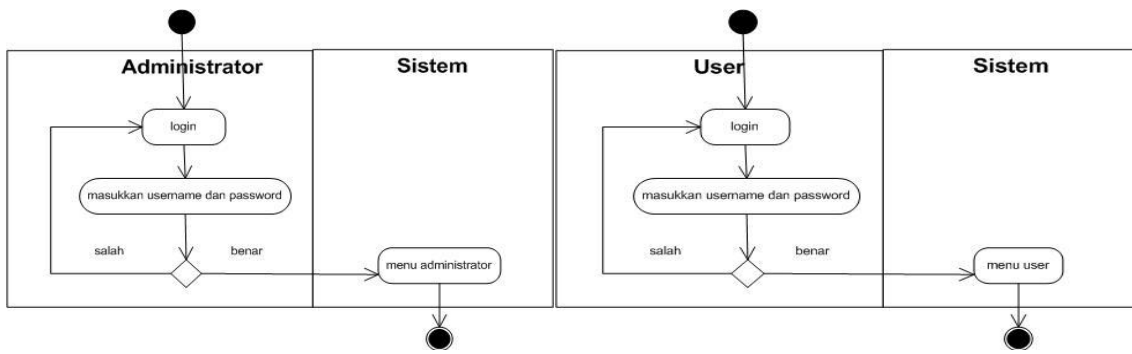 Administrator
Sistem
login
masukkan username dan password
salah
benar
menu administrator
User
Sistem
login
masukkan username dan password
salah
benar
menu user